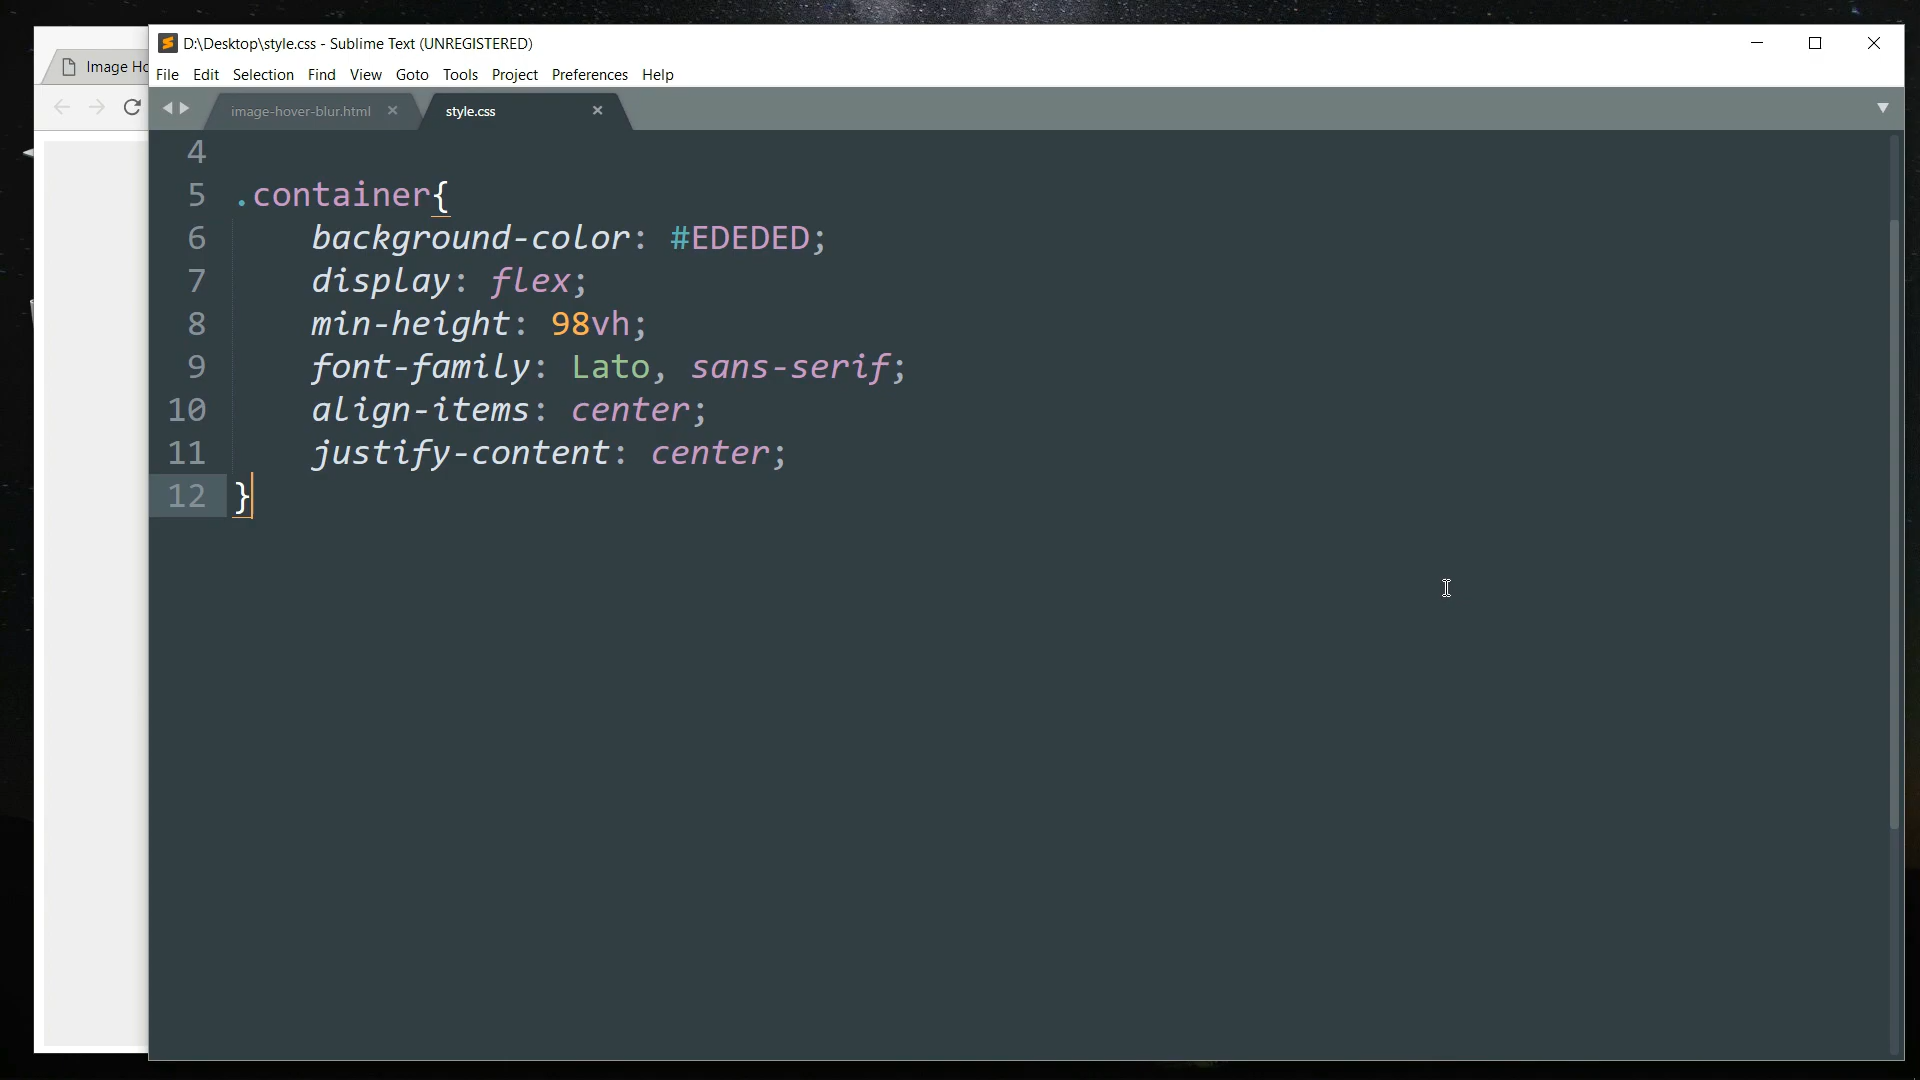 D:\Desktop\style.css - Sublime Text (UNREGISTERED)
Image Ho
File Edit Selection Find View Goto Tools Project Preferences Help
image-hover-blur.html style.css
4
5 .container{
6 background-color: #EDEDED;
7 display: flex;
8 min-height: 98vh;
9 font-family: Lato, sans-serif;
10 align-items: center;
11 justify-content: center;
12 }